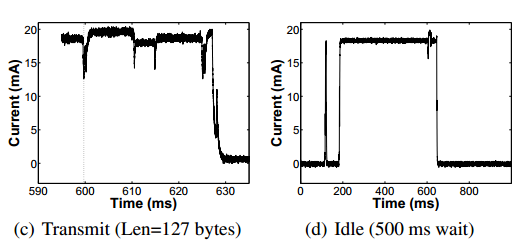 Current (mA)
20
15
10
5
0
590 600 610 620 630
Time (ms)
(c) Transmit (Len=127 bytes)
Current (mA)
20
15
10
5
0
0 200 400 600 800
Time (ms)
(d) Idle (500 ms wait)